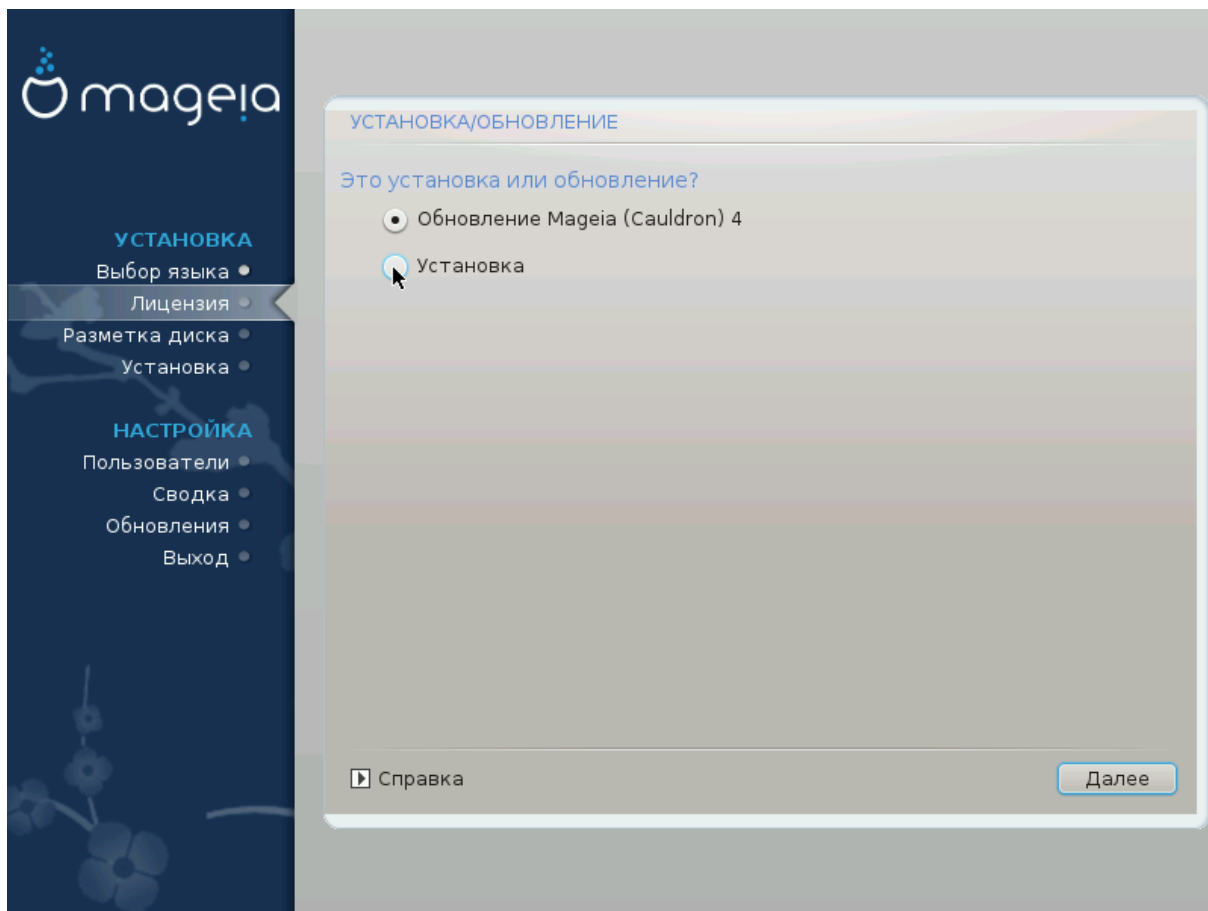 mageia
УСТАНОВКА
Выбор языка
Лицензия
Разметка диска
Установка
НАСТРОЙКА
Пользователи
Сводка
Обновления
Выход
УСТАНОВКА/ОБНОВЛЕНИЕ
Это установка или обновление?
Обновление Mageia (Cauldron) 4
Установка
Справка
Далее